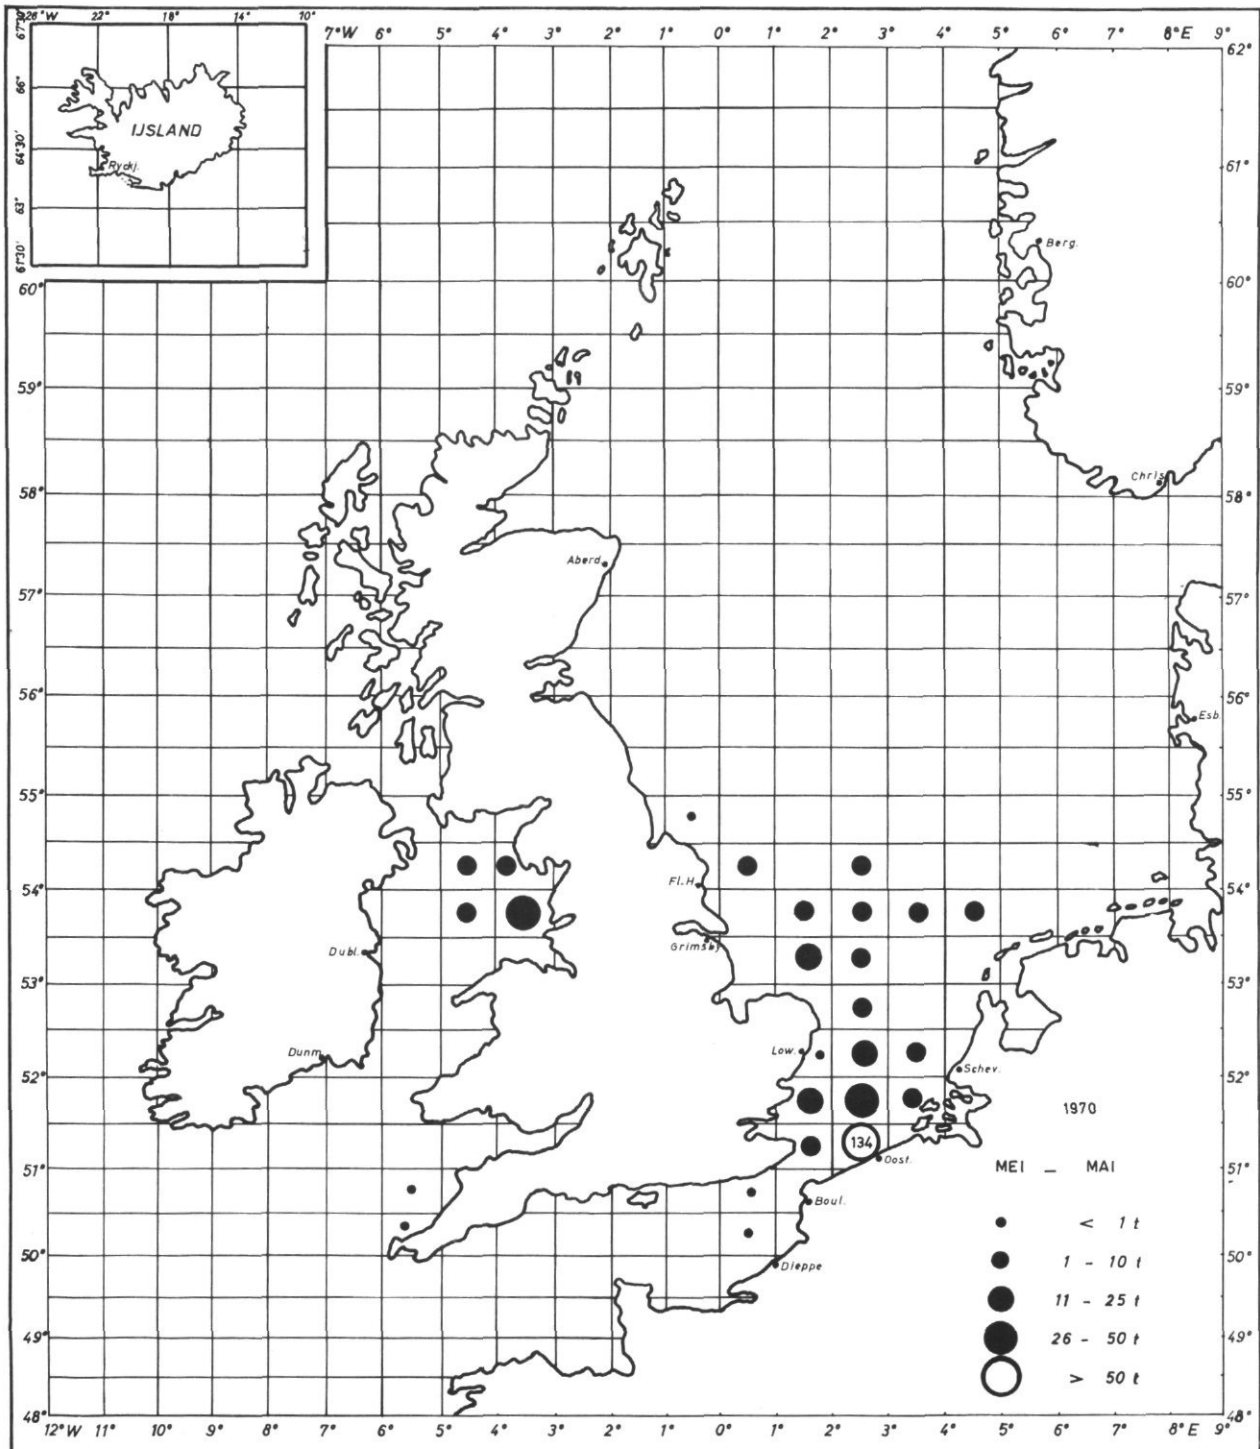 26°W 22° 18° 14° 10°
67°30'
66°
64°30'
63°
61°30'
IJSLAND
Ryckj.
7°W 6° 5° 4° 3° 2° 1° 0° 1° 2° 3° 4° 5° 6° 7° 8°E 9°
62°
61°
60° 60°
59° 59°
58° 58°
57° 57°
56° 56°
55° 55°
54° 54°
53° 53°
52° 52°
51° 51°
50° 50°
49° 49°
48° 48°
Berg.
Chris
Aberd.
Esb.
Fl.H.
Grimsby
Dubl.
Low.
Dunm.
Schev.
1970
134
Oost.
MEI _ MAI
Boul.
Dieppe
< 1 t
1 - 10 t
11 - 25 t
26 - 50 t
> 50 t
12°W 11° 10° 9° 8° 7° 6° 5° 4° 3° 2° 1° 0° 1° 2° 3° 4° 5° 6° 7° 8°E 9°